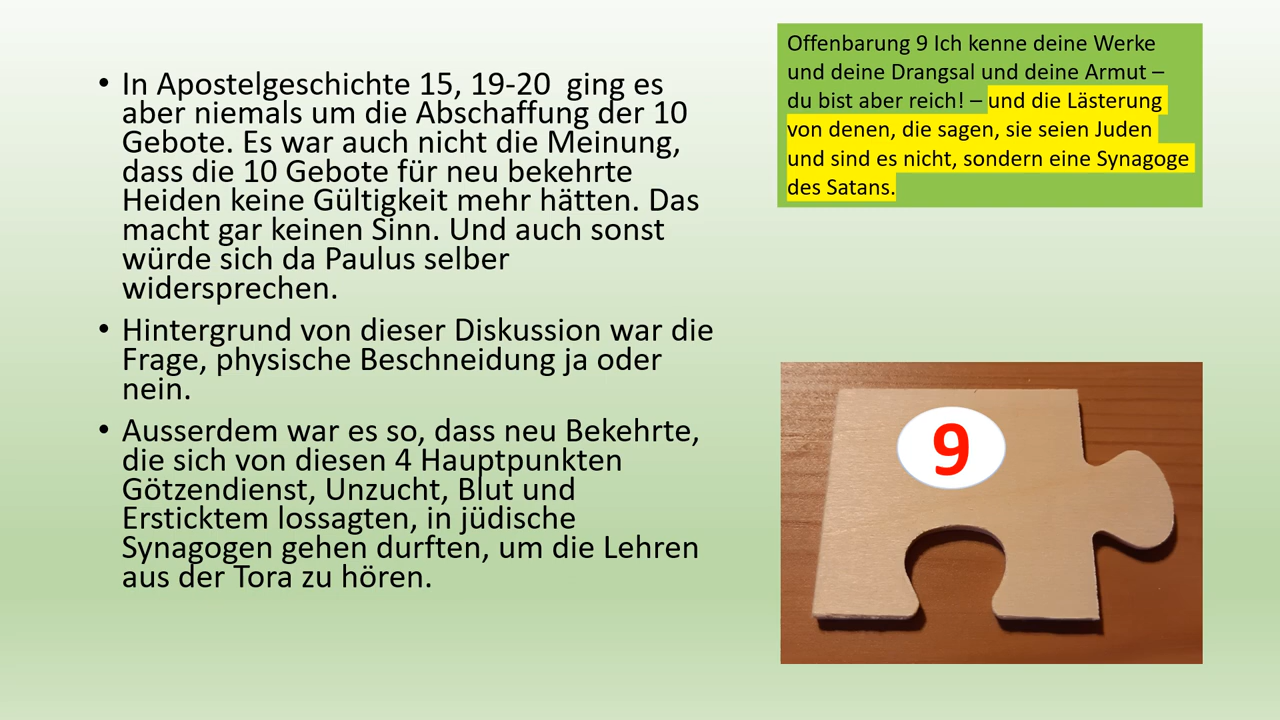 • In Apostelgeschichte 15, 19-20  ging es
aber niemals um die Abschaffung der 10
Gebote. Es war auch nicht die Meinung,
dass die 10 Gebote für neu bekehrte
Heiden keine Gültigkeit mehr hätten. Das
macht gar keinen Sinn. Und auch sonst
würde sich da Paulus selber
widersprechen.
• Hintergrund von dieser Diskussion war die
Frage, physische Beschneidung ja oder
nein.
• Ausserdem war es so, dass neu Bekehrte,
die sich von diesen 4 Hauptpunkten
Götzendienst, Unzucht, Blut und
Ersticktem lossagten, in jüdische
Synagogen gehen durften, um die Lehren
aus der Tora zu hören.
Offenbarung 9 Ich kenne deine Werke
und deine Drangsal und deine Armut –
du bist aber reich! – und die Lästerung
von denen, die sagen, sie seien Juden
und sind es nicht, sondern eine Synagoge
des Satans.
9